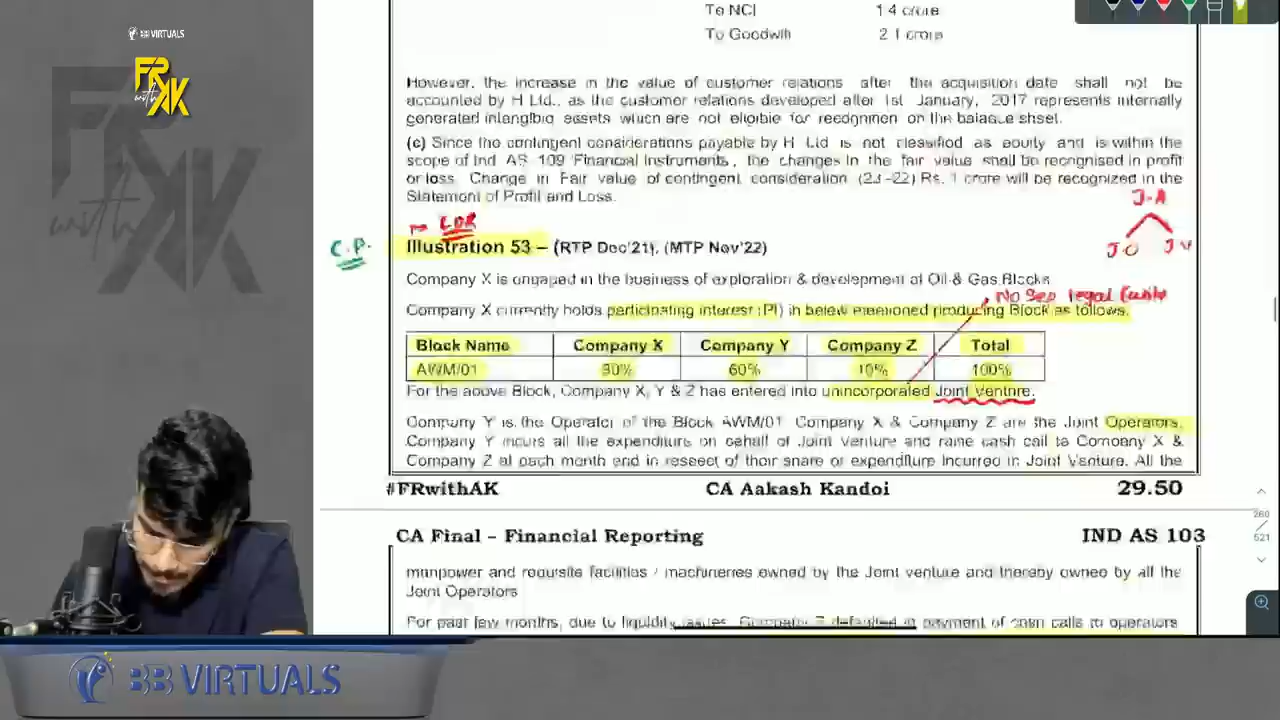 BB VIRTUALS
FR
with
AK
To NCI 1.4 crore
To Goodwill 2.1 crore
However, the increase in the value of customer relations after the acquisition date shall not be
accounted by H Ltd., as the customer relations developed after 1st January, 2017 represents internally
generated intangible assets which are not eligible for recognition on the balance sheet.
(c) Since the contingent considerations payable by H Ltd is not classified as equity and is within the
scope of Ind AS 109 Financial Instruments, the changes in the fair value shall be recognised in profit
or loss. Change in Fair value of contingent consideration (23-22) Rs. 1 crore will be recognized in the
Statement of Profit and Loss.
J.A
J.O J.V
LDR
C.P.
Illustration 53 – (RTP Dec'21), (MTP Nov'22)
Company X is engaged in the business of exploration & development of Oil & Gas Blocks
No Sep legal
Company X currently holds participating interest (PI) in below mentioned producing Block as follows.
Block Name Company X Company Y Company Z Total
AWM/01 30% 60% 10% 100%
For the above Block, Company X, Y & Z has entered into unincorporated Joint Venture.
Company Y is the Operator of the Block AWM/01 Company X & Company Z are the Joint Operators.
Company Y incurs all the expenditure on behalf of Joint Venture and raise cash call to Company X &
Company Z at each month end in respect of their share of expenditure incurred in Joint Venture. All the
#FRwithAK CA Aakash Kandoi 29.50
CA Final – Financial Reporting IND AS 103
manpower and requisite facilities / machineries owned by the Joint venture and thereby owned by all the
Joint Operators
For past few months, due to liquidity issues, Company Z defaulted in payment of cash calls to operators
260
/
521
BB VIRTUALS